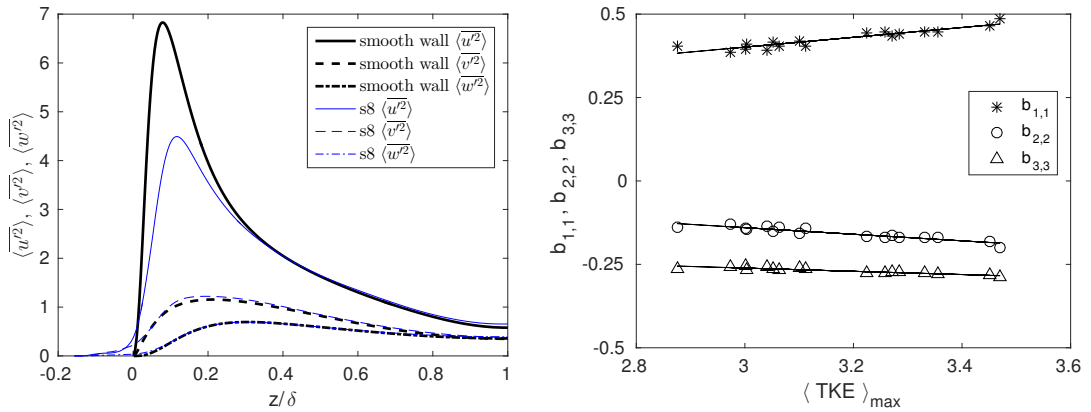 7
6
5
4
3
2
1
0
-0.2 0 0.2 0.4 0.6 0.8 1
z/δ
⟨u′²⟩, ⟨v′²⟩, ⟨w′²⟩
smooth wall ⟨u′²⟩
smooth wall ⟨v′²⟩
smooth wall ⟨w′²⟩
s8 ⟨u′²⟩
s8 ⟨v′²⟩
s8 ⟨w′²⟩
0.5
0.25
0
-0.25
-0.5
2.8 3 3.2 3.4 3.6
⟨ TKE ⟩max
b1,1, b2,2, b3,3
b1,1
b2,2
b3,3